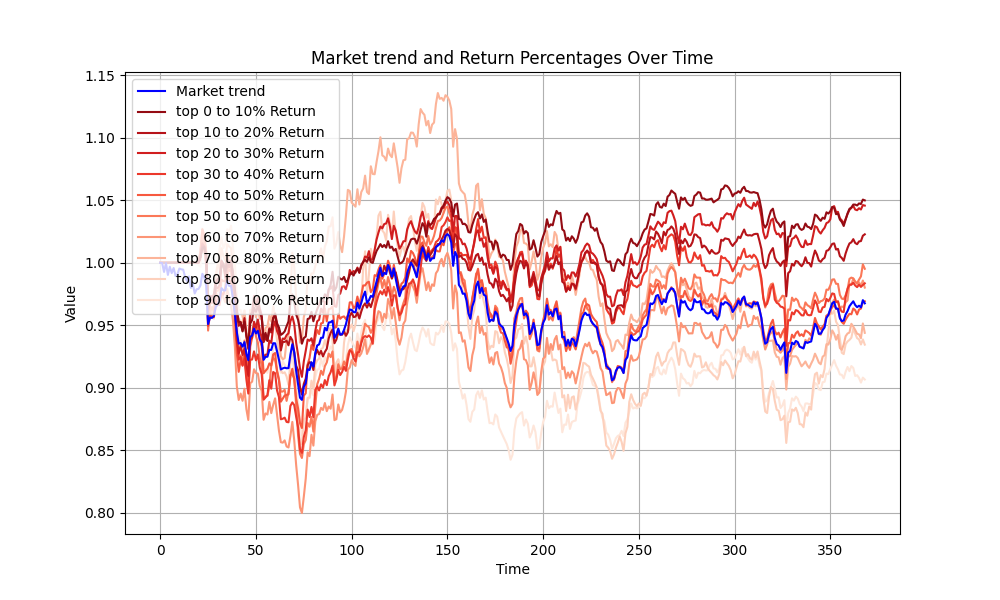 Market trend and Return Percentages Over Time
Value
1.15
1.10
1.05
1.00
0.95
0.90
0.85
0.80
Market trend
top 0 to 10% Return
top 10 to 20% Return
top 20 to 30% Return
top 30 to 40% Return
top 40 to 50% Return
top 50 to 60% Return
top 60 to 70% Return
top 70 to 80% Return
top 80 to 90% Return
top 90 to 100% Return
0 50 100 150 200 250 300 350
Time